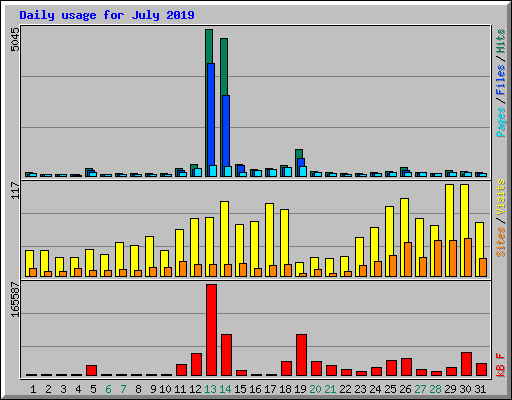 Daily usage for July 2019
5045
Pages / Files / Hits
117
Sites / Visits
165587
kB F
1 2 3 4 5 6 7 8 9 10 11 12 13 14 15 16 17 18 19 20 21 22 23 24 25 26 27 28 29 30 31